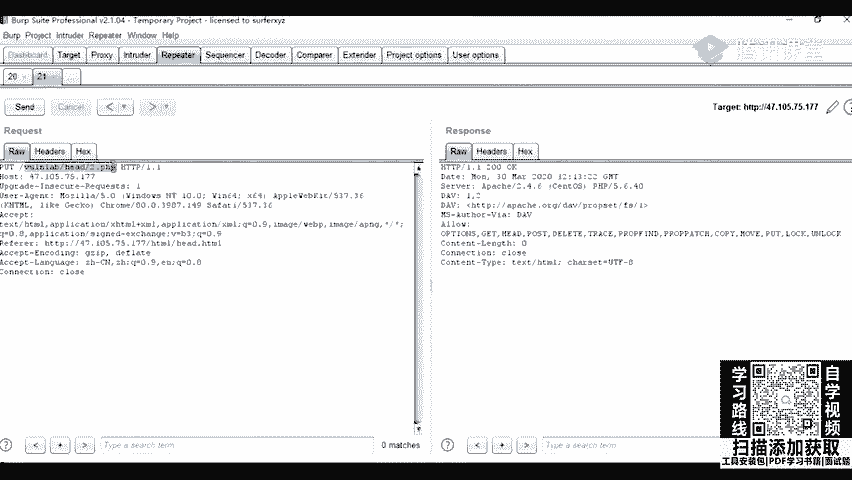 Burp Suite Professional v2.1.04 - Temporary Project - licensed to surferxyz
Burp Project Intruder Repeater Window Help
Dashboard Target Proxy Intruder Repeater Sequencer Decoder Comparer Extender Project options User options
腾讯课堂
20 × 21 × ...
Send Cancel < ▼ > ▼
Target: http://47.105.75.177
Request
Raw Headers Hex
PUT /vulnlab/head/2.php HTTP/1.1
Host: 47.105.75.177
Upgrade-Insecure-Requests: 1
User-Agent: Mozilla/5.0 (Windows NT 10.0; Win64; x64) AppleWebKit/537.36
(KHTML, like Gecko) Chrome/80.0.3987.149 Safari/537.36
Accept:
text/html,application/xhtml+xml,application/xml;q=0.9,image/webp,image/apng,*/*;
q=0.8,application/signed-exchange;v=b3;q=0.9
Referer: http://47.105.75.177/html/head.html
Accept-Encoding: gzip, deflate
Accept-Language: zh-CN,zh;q=0.9,en;q=0.8
Connection: close
? < + > Type a search term 0 matches
Response
Raw Headers Hex
HTTP/1.1 200 OK
Date: Mon, 30 Mar 2020 12:13:22 GMT
Server: Apache/2.4.6 (CentOS) PHP/5.6.40
DAV: 1,2
DAV: <http://apache.org/dav/propset/fs/1>
MS-Author-Via: DAV
Allow:
OPTIONS,GET,HEAD,POST,DELETE,TRACE,PROPFIND,PROPPATCH,COPY,MOVE,PUT,LOCK,UNLOCK
Content-Length: 0
Connection: close
Content-Type: text/html; charset=UTF-8
? < + > Type a search term
学习路线
自学视频
扫描添加获取
工具安装包|PDF学习书籍|面试题